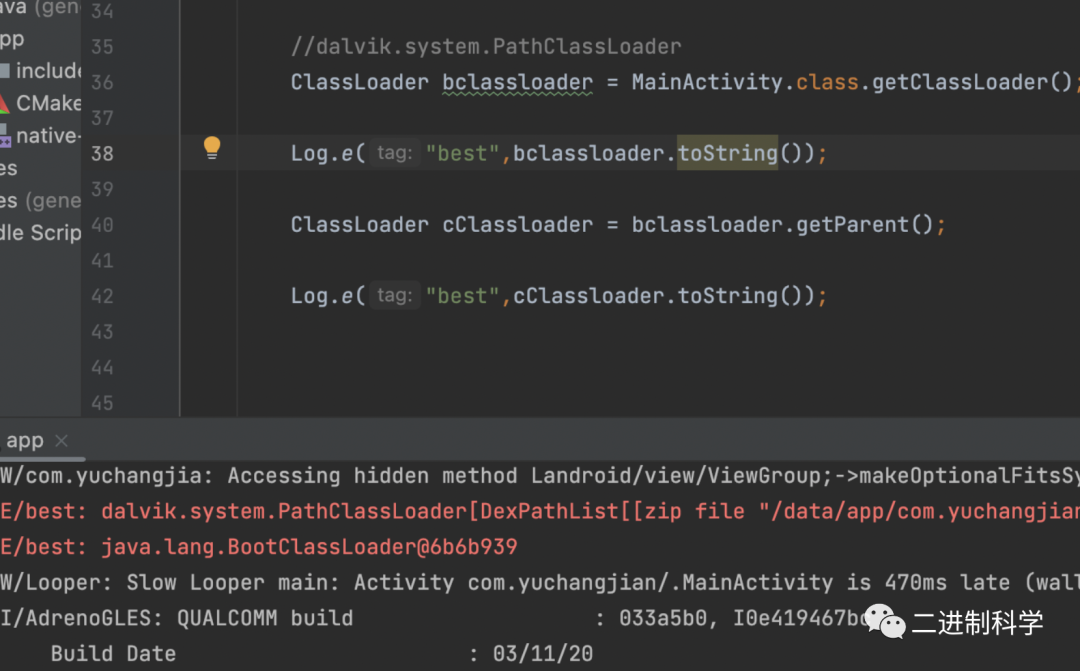 ava (gen
34
pp
35 //dalvik.system.PathClassLoader
include
36 ClassLoader bclassloader = MainActivity.class.getClassLoader();
CMake
37
native-
38 Log.e( tag: "best",bclassloader.toString());
es
39
es (gene
40 ClassLoader cClassloader = bclassloader.getParent();
dle Scrip
41
42 Log.e( tag: "best",cClassloader.toString());
43
44
45
app
W/com.yuchangjia: Accessing hidden method Landroid/view/ViewGroup;->makeOptionalFitsSy
E/best: dalvik.system.PathClassLoader[DexPathList[[zip file "/data/app/com.yuchangjian
E/best: java.lang.BootClassLoader@6b6b939
W/Looper: Slow Looper main: Activity com.yuchangjian/.MainActivity is 470ms late (wall
I/AdrenoGLES: QUALCOMM build : 033a5b0, I0e419467b
二进制科学
Build Date : 03/11/20